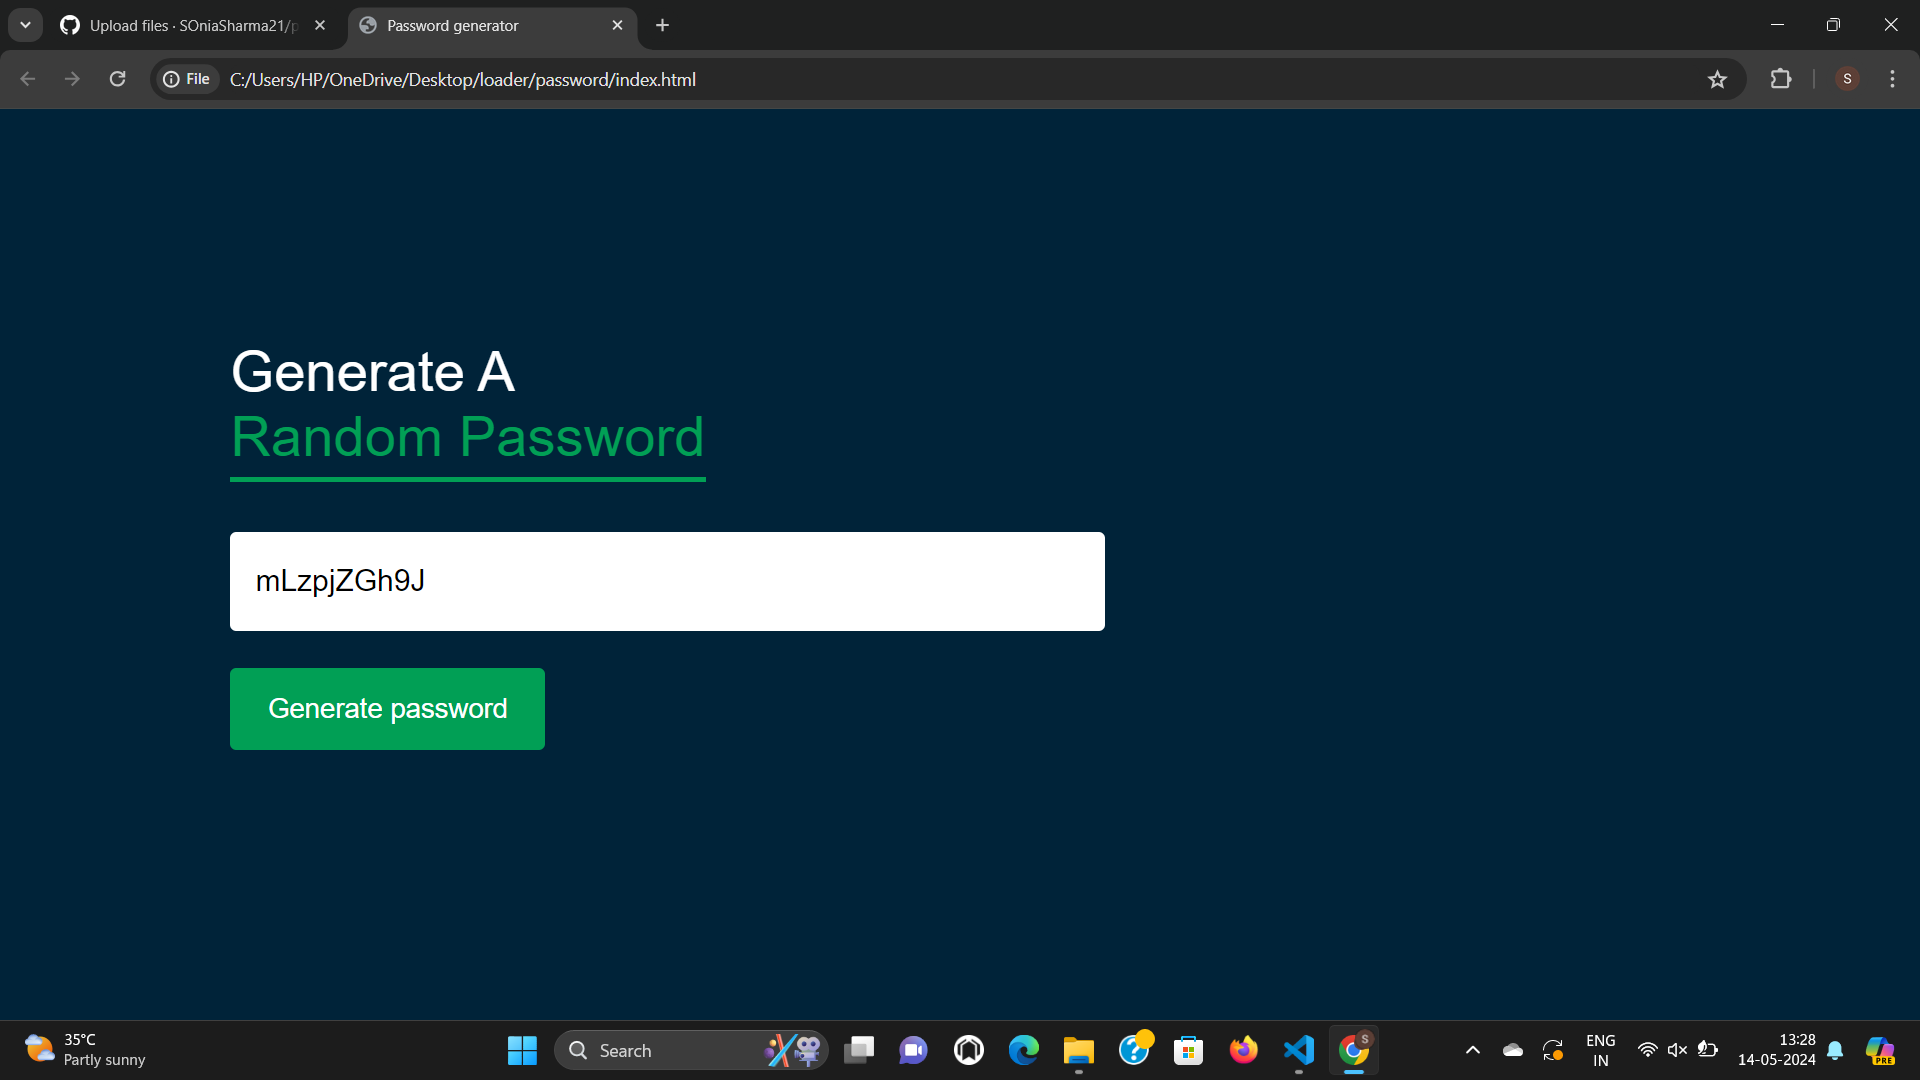 Upload files · SOniaSharma21/p
Password generator
File
C:/Users/HP/OneDrive/Desktop/loader/password/index.html
S
Generate A
Random Password
mLzpjZGh9J
Generate password
35°C
Partly sunny
Search
S
ENG
IN
13:28
14-05-2024
PRE